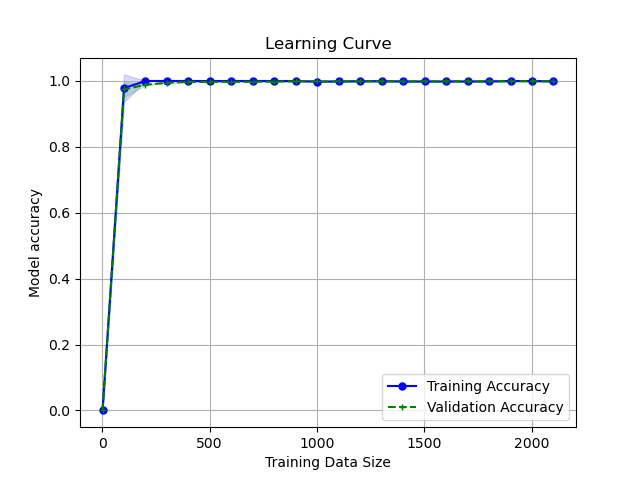 Learning Curve
1.0
0.8
0.6
0.4
0.2
0.0
Model accuracy
Training Accuracy
Validation Accuracy
0 500 1000 1500 2000
Training Data Size